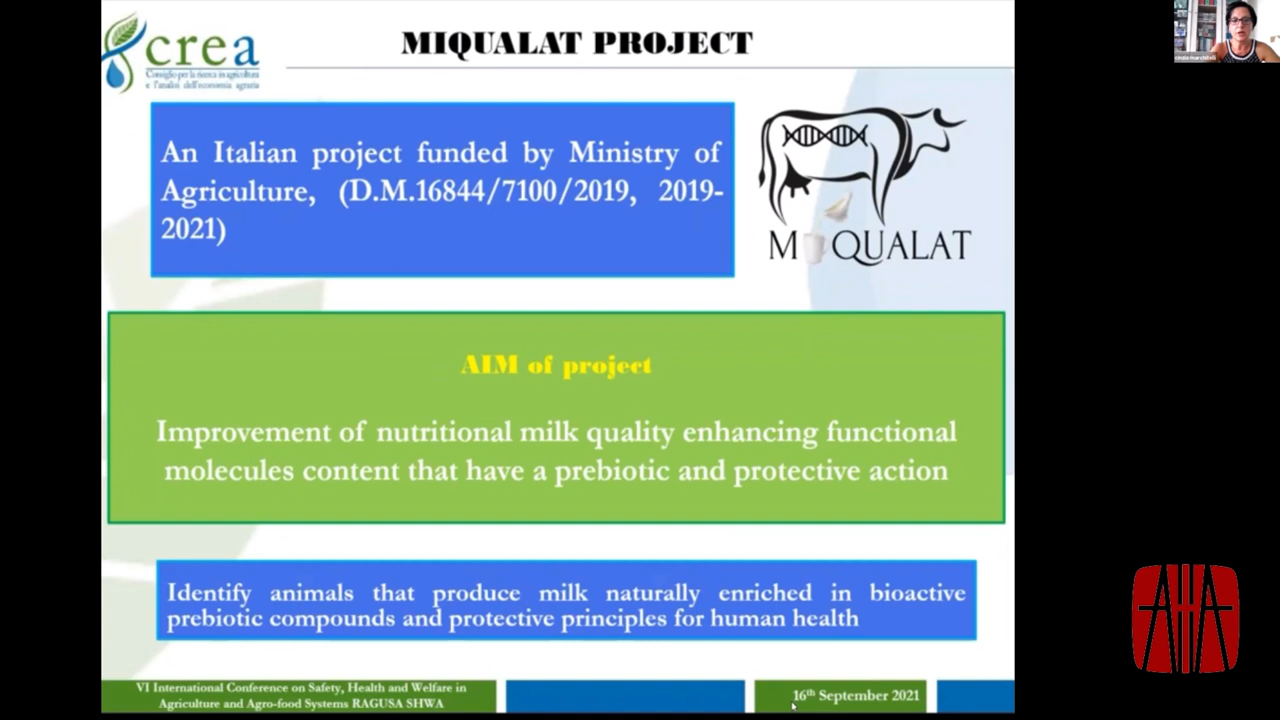 crea
Consiglio per la ricerca in agricoltura
e l'analisi dell'economia agraria
MIQUALAT PROJECT
An Italian project funded by Ministry of
Agriculture, (D.M.16844/7100/2019, 2019-
2021)
M QUALAT
AIM of project
Improvement of nutritional milk quality enhancing functional
molecules content that have a prebiotic and protective action
Identify animals that produce milk naturally enriched in bioactive
prebiotic compounds and protective principles for human health
VI International Conference on Safety, Health and Welfare in
Agriculture and Agro-food Systems RAGUSA SHWA
16th September 2021
cinzia marchitelli
AIIA